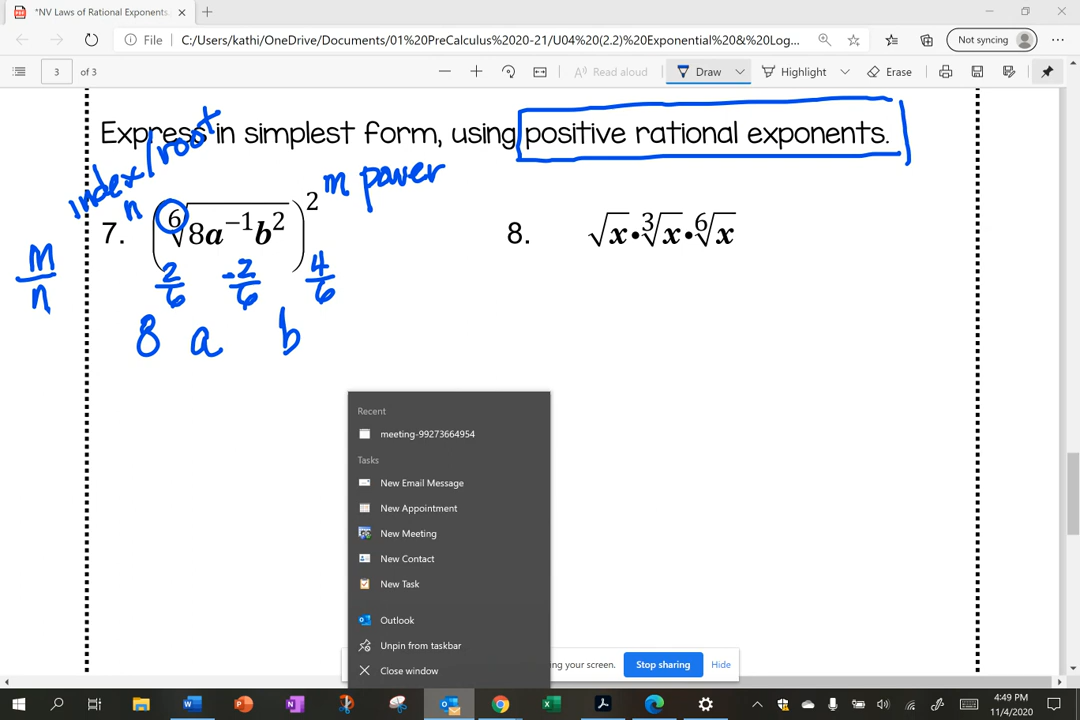 *NV Laws of Rational Exponents.
File C:/Users/kathi/OneDrive/Documents/01%20PreCalculus%2020-21/U04%20(2.2)%20Exponential%20&%20Log... Not syncing
3 of 3 Read aloud Draw Highlight Erase
Express in simplest form, using positive rational exponents.
index/root
n
m power
7. (⁶√8a⁻¹b²)²
8. √x · ³√x · ⁶√x
m/n
2/6 -2/6 4/6
8 a b
Recent
meeting-99273664954
Tasks
New Email Message
New Appointment
New Meeting
New Contact
New Task
Outlook
Unpin from taskbar
Close window
ing your screen. Stop sharing Hide
4:49 PM
11/4/2020